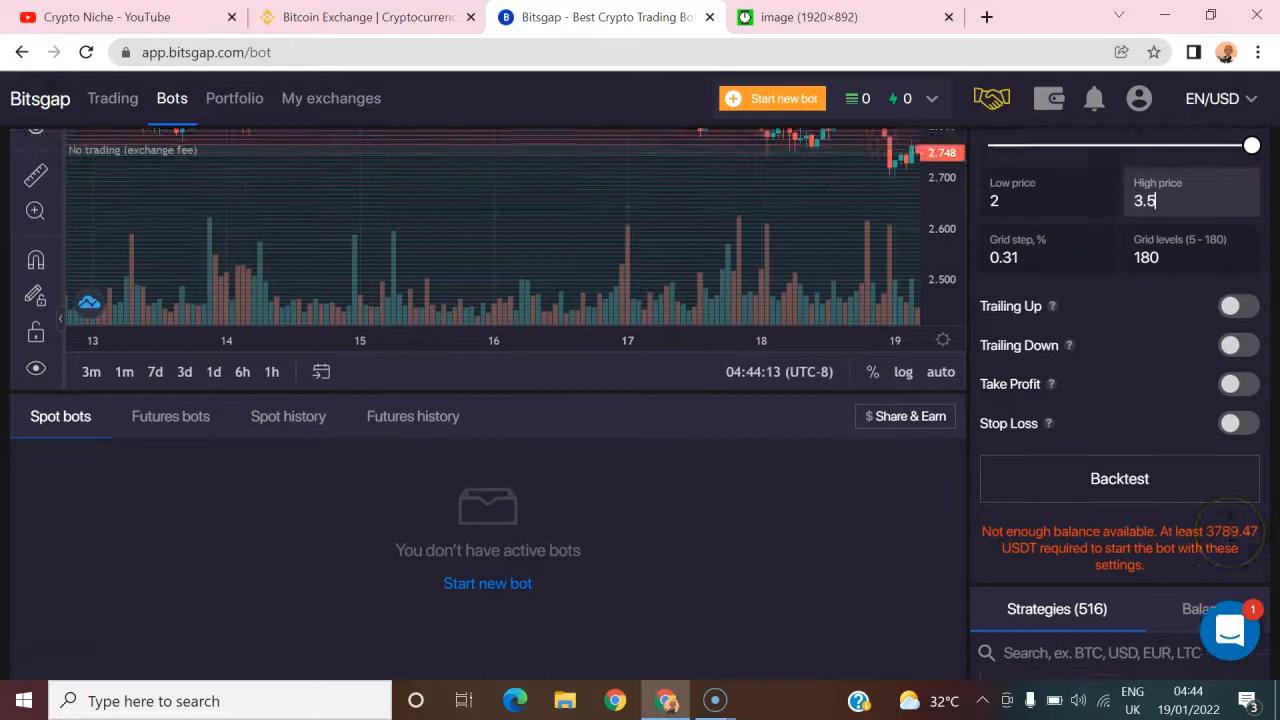 Crypto Niche - YouTube
Bitcoin Exchange | Cryptocurrenc
Bitsgap - Best Crypto Trading Bo
image (1920×892)
app.bitsgap.com/bot
Bitsgap
Trading
Bots
Portfolio
My exchanges
Start new bot
0
0
EN/USD
No trading (exchange fee)
2.748
2.700
2.600
2.500
13
14
15
16
17
18
19
3m
1m
7d
3d
1d
6h
1h
04:44:13 (UTC-8)
%
log
auto
Low price
2
High price
3.5
Grid step, %
0.31
Grid levels (5 - 180)
180
Trailing Up ?
Trailing Down ?
Take Profit ?
Stop Loss ?
Backtest
Not enough balance available. At least 3789.47
USDT required to start the bot with these
settings.
Spot bots
Futures bots
Spot history
Futures history
$ Share & Earn
You don't have active bots
Start new bot
Strategies (516)
1
Search, ex. BTC, USD, EUR, LTC
Type here to search
32°C
ENG
UK
04:44
19/01/2022
3